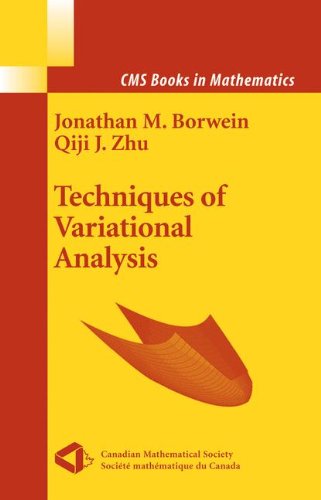 CMS Books in Mathematics
Jonathan M. Borwein
Qiji J. Zhu
Techniques of
Variational
Analysis
Canadian Mathematical Society
Société mathématique du Canada